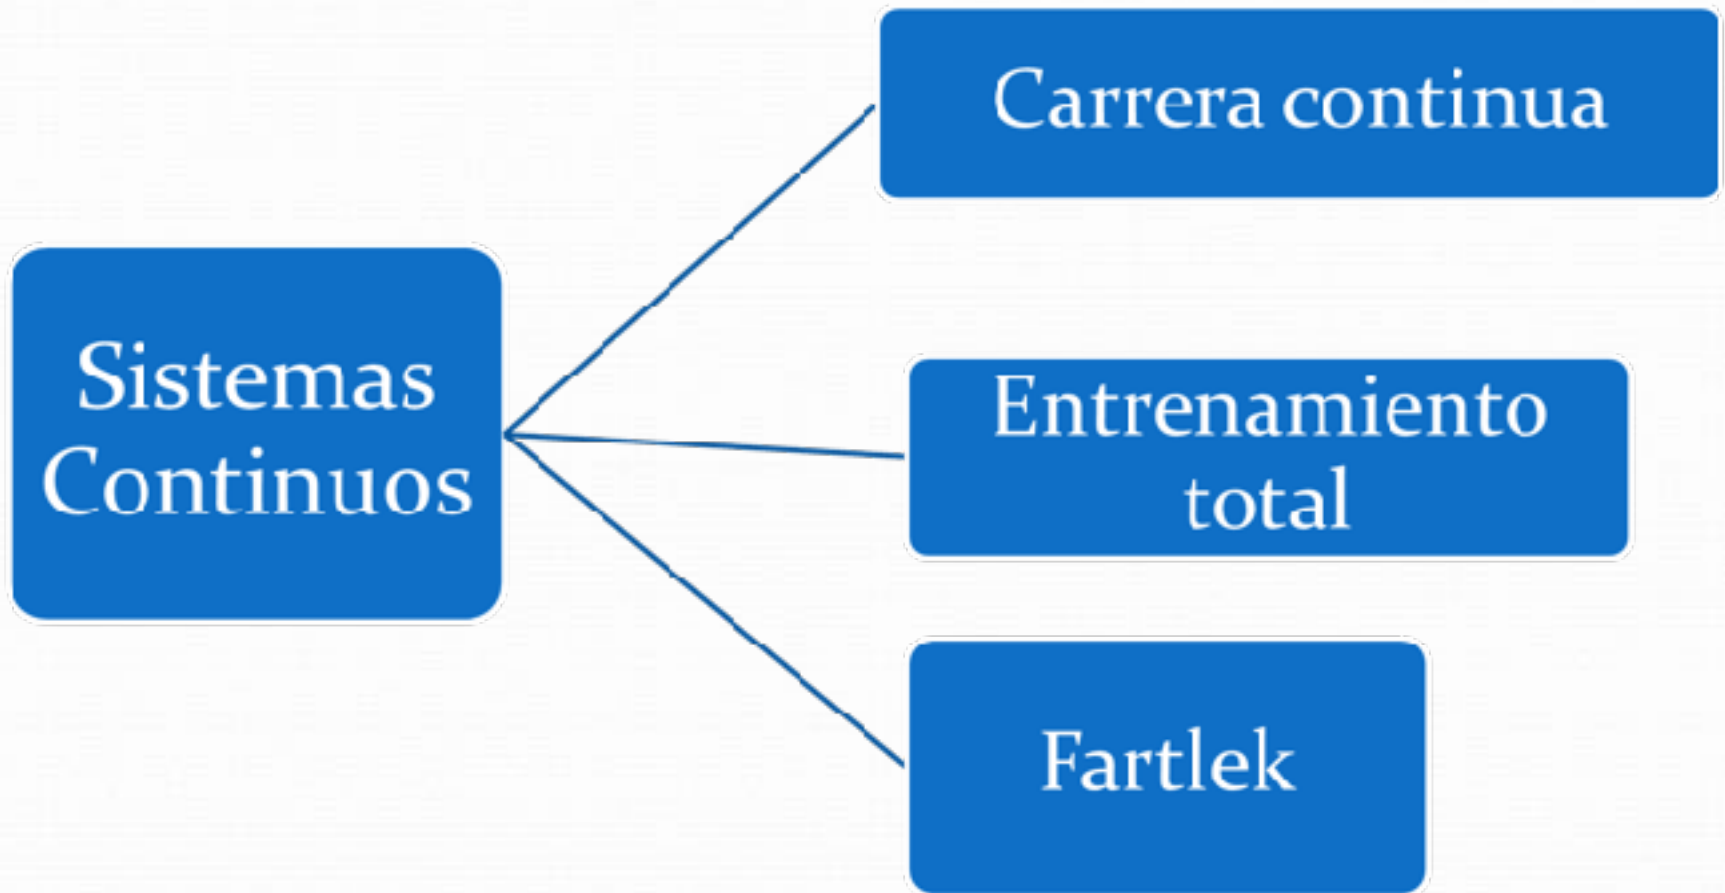 Carrera continua
Sistemas
Continuos
Entrenamiento
total
Fartlek